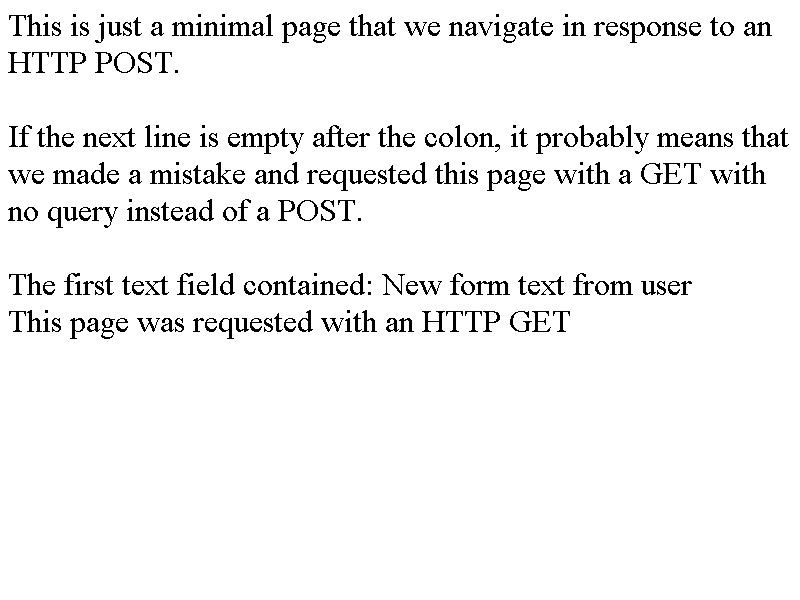 This is just a minimal page that we navigate in response to an
HTTP POST.
If the next line is empty after the colon, it probably means that
we made a mistake and requested this page with a GET with
no query instead of a POST.
The first text field contained: New form text from user
This page was requested with an HTTP GET